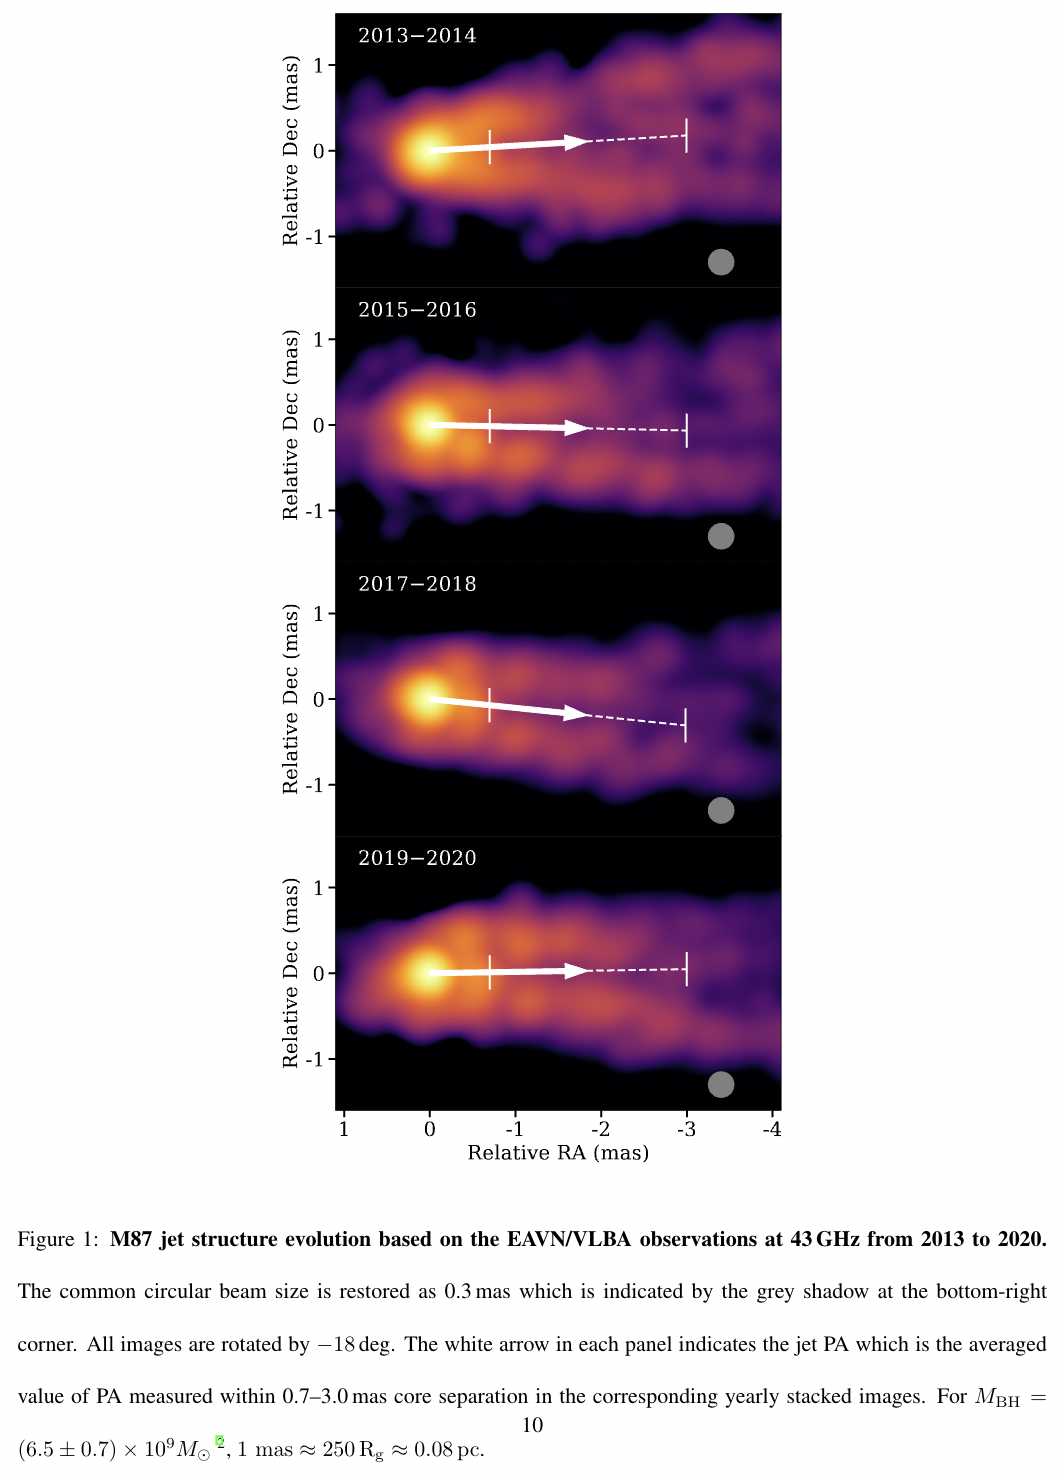 2013−2014
1
0
-1
Relative Dec (mas)
2015−2016
1
0
-1
Relative Dec (mas)
2017−2018
1
0
-1
Relative Dec (mas)
2019−2020
1
0
-1
Relative Dec (mas)
1 0 -1 -2 -3 -4
Relative RA (mas)
Figure 1: M87 jet structure evolution based on the EAVN/VLBA observations at 43 GHz from 2013 to 2020.
The common circular beam size is restored as 0.3 mas which is indicated by the grey shadow at the bottom-right
corner. All images are rotated by −18 deg. The white arrow in each panel indicates the jet PA which is the averaged
value of PA measured within 0.7–3.0 mas core separation in the corresponding yearly stacked images. For M_BH =
10
(6.5 ± 0.7) × 10⁹M_⊙, 1 mas ≈ 250 R_g ≈ 0.08 pc.